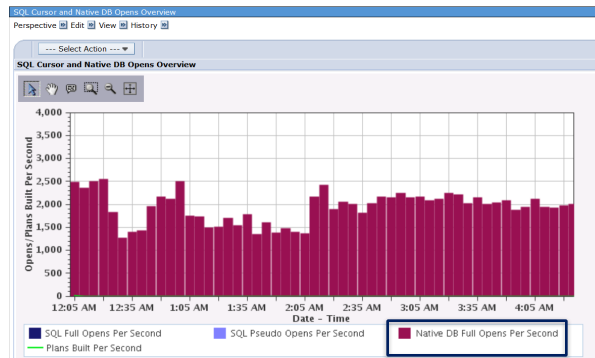 SQL Cursor and Native DB Opens Overview
Perspective Edit View History
--- Select Action ---
SQL Cursor and Native DB Opens Overview
Opens/Plans Built Per Second
4,000
3,500
3,000
2,500
2,000
1,500
1,000
500
0
12:05 AM 12:35 AM 1:05 AM 1:35 AM 2:05 AM 2:35 AM 3:05 AM 3:35 AM 4:05 AM
Date - Time
SQL Full Opens Per Second SQL Pseudo Opens Per Second Native DB Full Opens Per Second
Plans Built Per Second